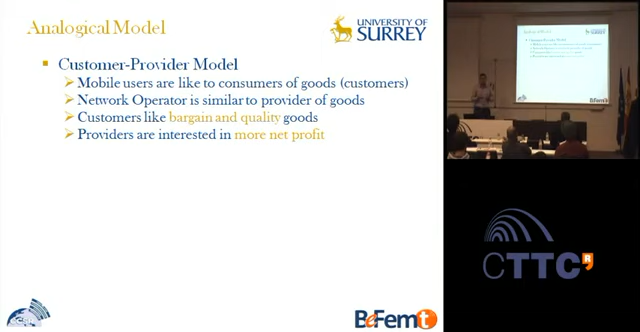 Analogical Model
UNIVERSITY OF
SURREY
Customer-Provider Model
Mobile users are like to consumers of goods (customers)
Network Operator is similar to provider of goods
Customers like bargain and quality goods
Providers are interested in more net profit
BeFemt
CTTC
R